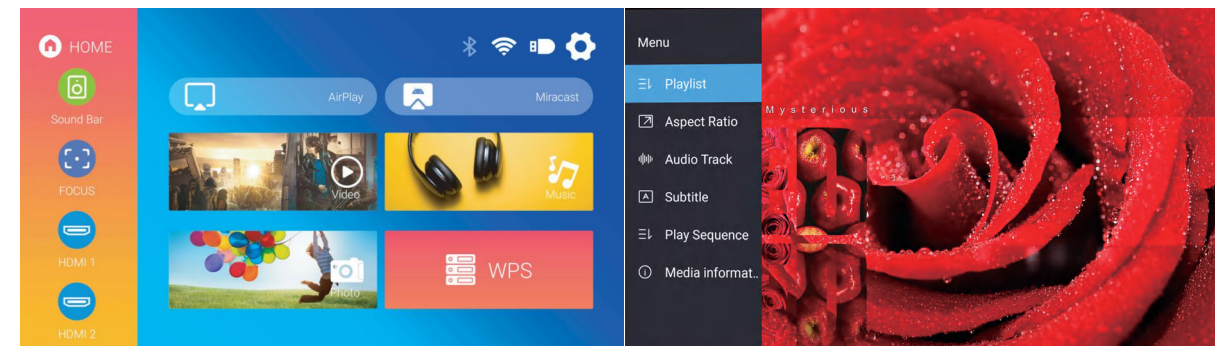 HOME
Sound Bar
FOCUS
HDMI 1
HDMI 2
AirPlay
Miracast
Video
Music
Photo
WPS
Menu
Playlist
Aspect Ratio
Audio Track
Subtitle
Play Sequence
Media informat..
Mysterious